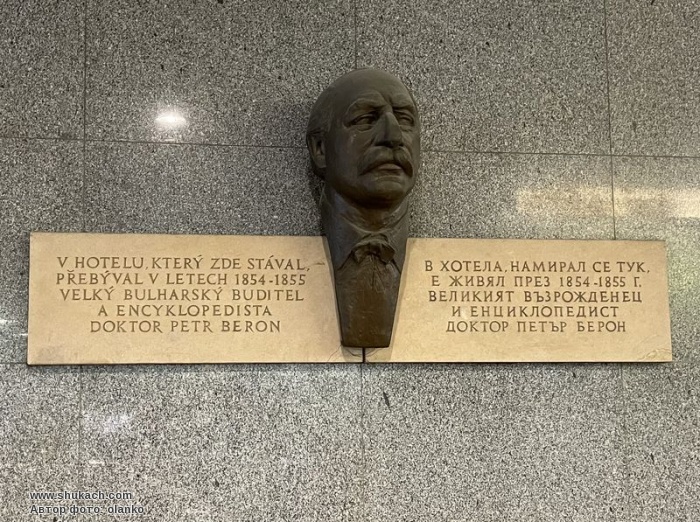 V HOTELU, KTERÝ ZDE STÁVAL,
PŘEBÝVAL V LETECH 1854-1855
VELKÝ BULHARSKÝ BUDITEL
A ENCYKLOPEDISTA
DOKTOR PETR BERON
В ХОТЕЛА, НАМИРАЛ СЕ ТУК,
Е ЖИВЯЛ ПРЕЗ 1854-1855 Г.
ВЕЛИКИЯТ ВЪЗРОЖДЕНЕЦ
И ЕНЦИКЛОПЕДИСТ
ДОКТОР ПЕТЪР БЕРОН
www.shukach.com
Автор фото: olanko